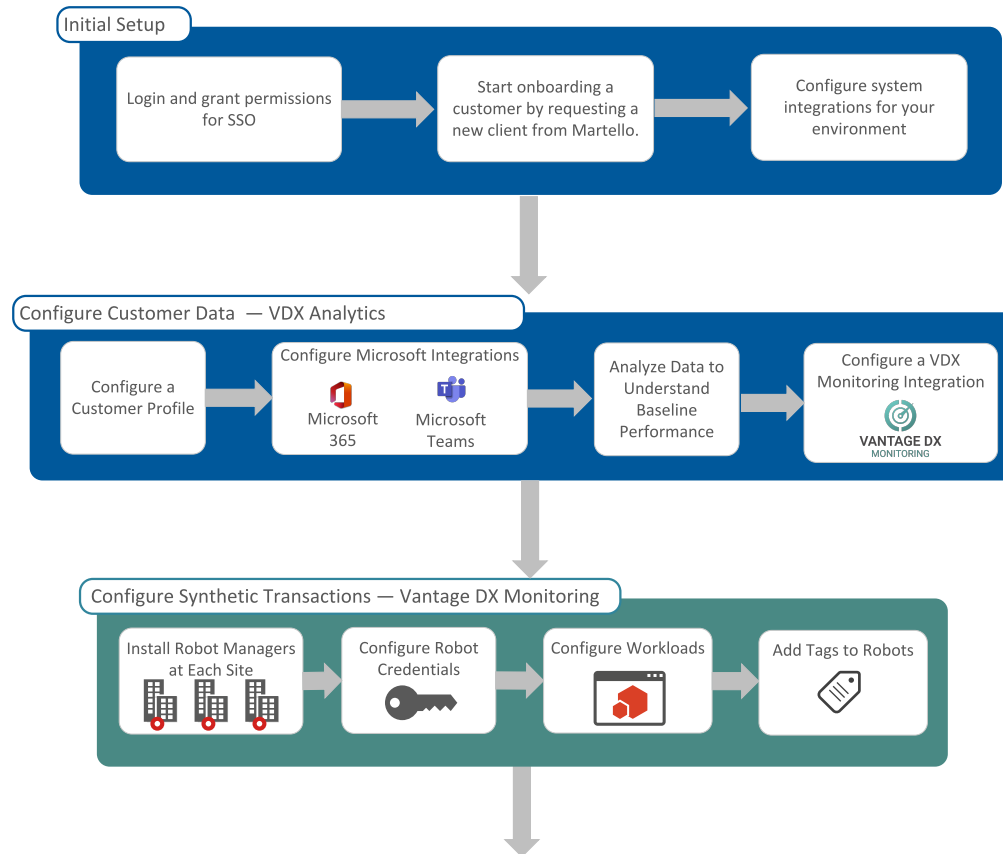 Initial Setup
Login and grant permissions
for SSO
Start onboarding a
customer by requesting a
new client from Martello.
Configure system
integrations for your
environment
Configure Customer Data — VDX Analytics
Configure a
Customer Profile
Configure Microsoft Integrations
Microsoft
365
Microsoft
Teams
Analyze Data to
Understand
Baseline
Performance
Configure a VDX
Monitoring Integration
VANTAGE DX
MONITORING
Configure Synthetic Transactions — Vantage DX Monitoring
Install Robot Managers
at Each Site
Configure Robot
Credentials
Configure Workloads
Add Tags to Robots